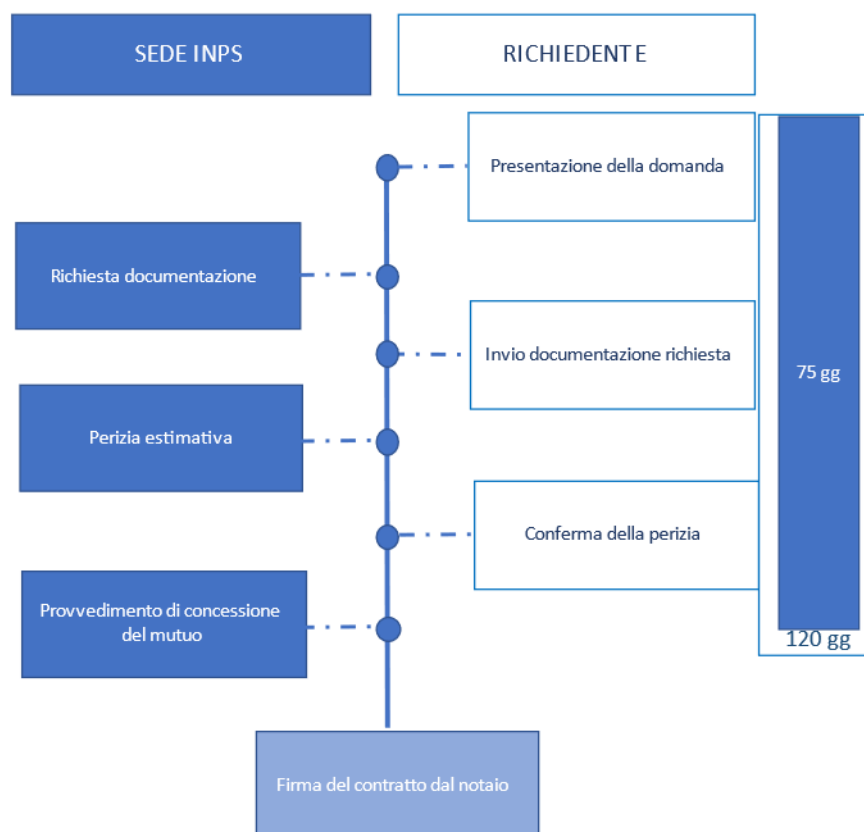 SEDE INPS
RICHIEDENTE
Presentazione della domanda
Richiesta documentazione
Invio documentazione richiesta
75 gg
Perizia estimativa
Conferma della perizia
Provvedimento di concessione
del mutuo
120 gg
Firma del contratto dal notaio